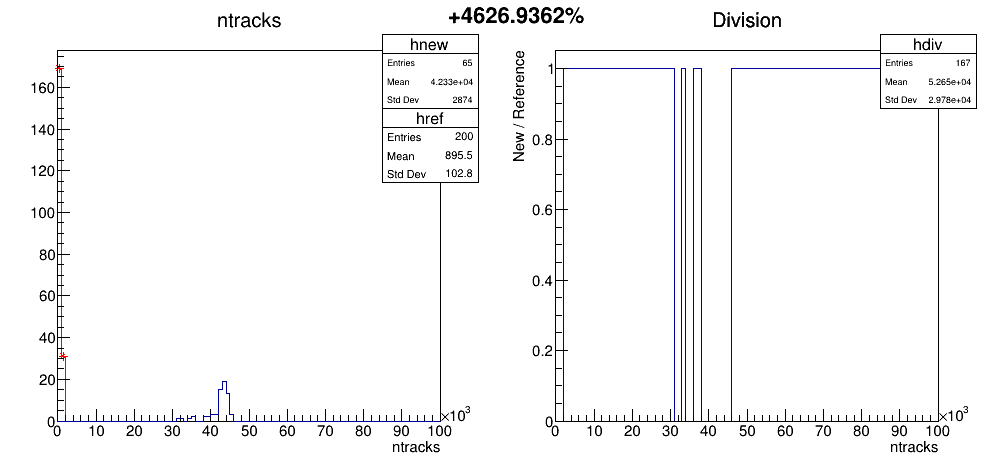 +4626.9362%
ntracks
hnew
Entries 65
Mean 4.233e+04
Std Dev 2874
href
Entries 200
Mean 895.5
Std Dev 102.8
160
140
120
100
80
60
40
20
0
0 10 20 30 40 50 60 70 80 90 100
×10³
ntracks
Division
hdiv
Entries 167
Mean 5.265e+04
Std Dev 2.978e+04
New / Reference
1
0.8
0.6
0.4
0.2
0
0 10 20 30 40 50 60 70 80 90 100
×10³
ntracks